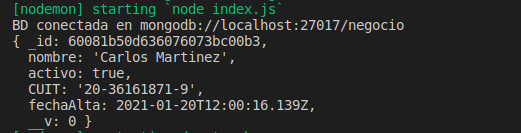 [nodemon] starting `node index.js`
BD conectada en mongodb://localhost:27017/negocio
{ _id: 60081b50d636076073bc00b3,
  nombre: 'Carlos Martinez',
  activo: true,
  CUIT: '20-36161871-9',
  fechaAlta: 2021-01-20T12:00:16.139Z,
  __v: 0 }